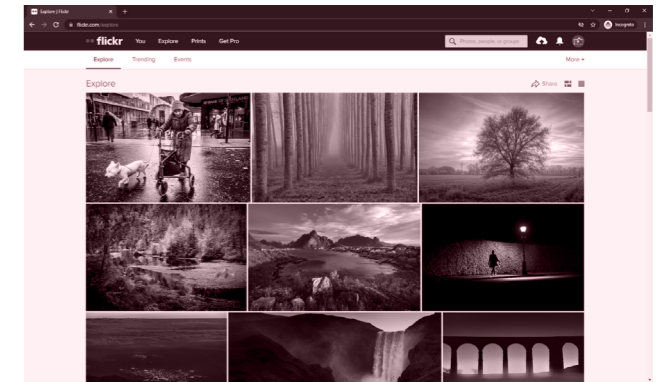 Explore | Flickr
flickr.com/explore
Incognito
flickr You Explore Prints Get Pro
Photos, people, or groups
Explore Trending Events
More
Explore
Share